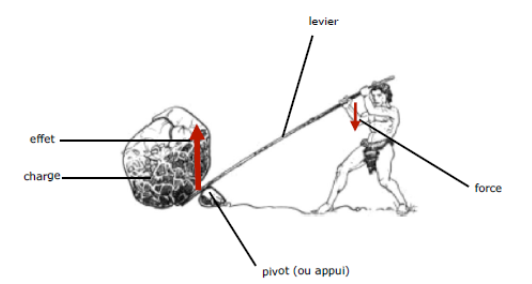 levier
effet
charge
force
pivot (ou appui)